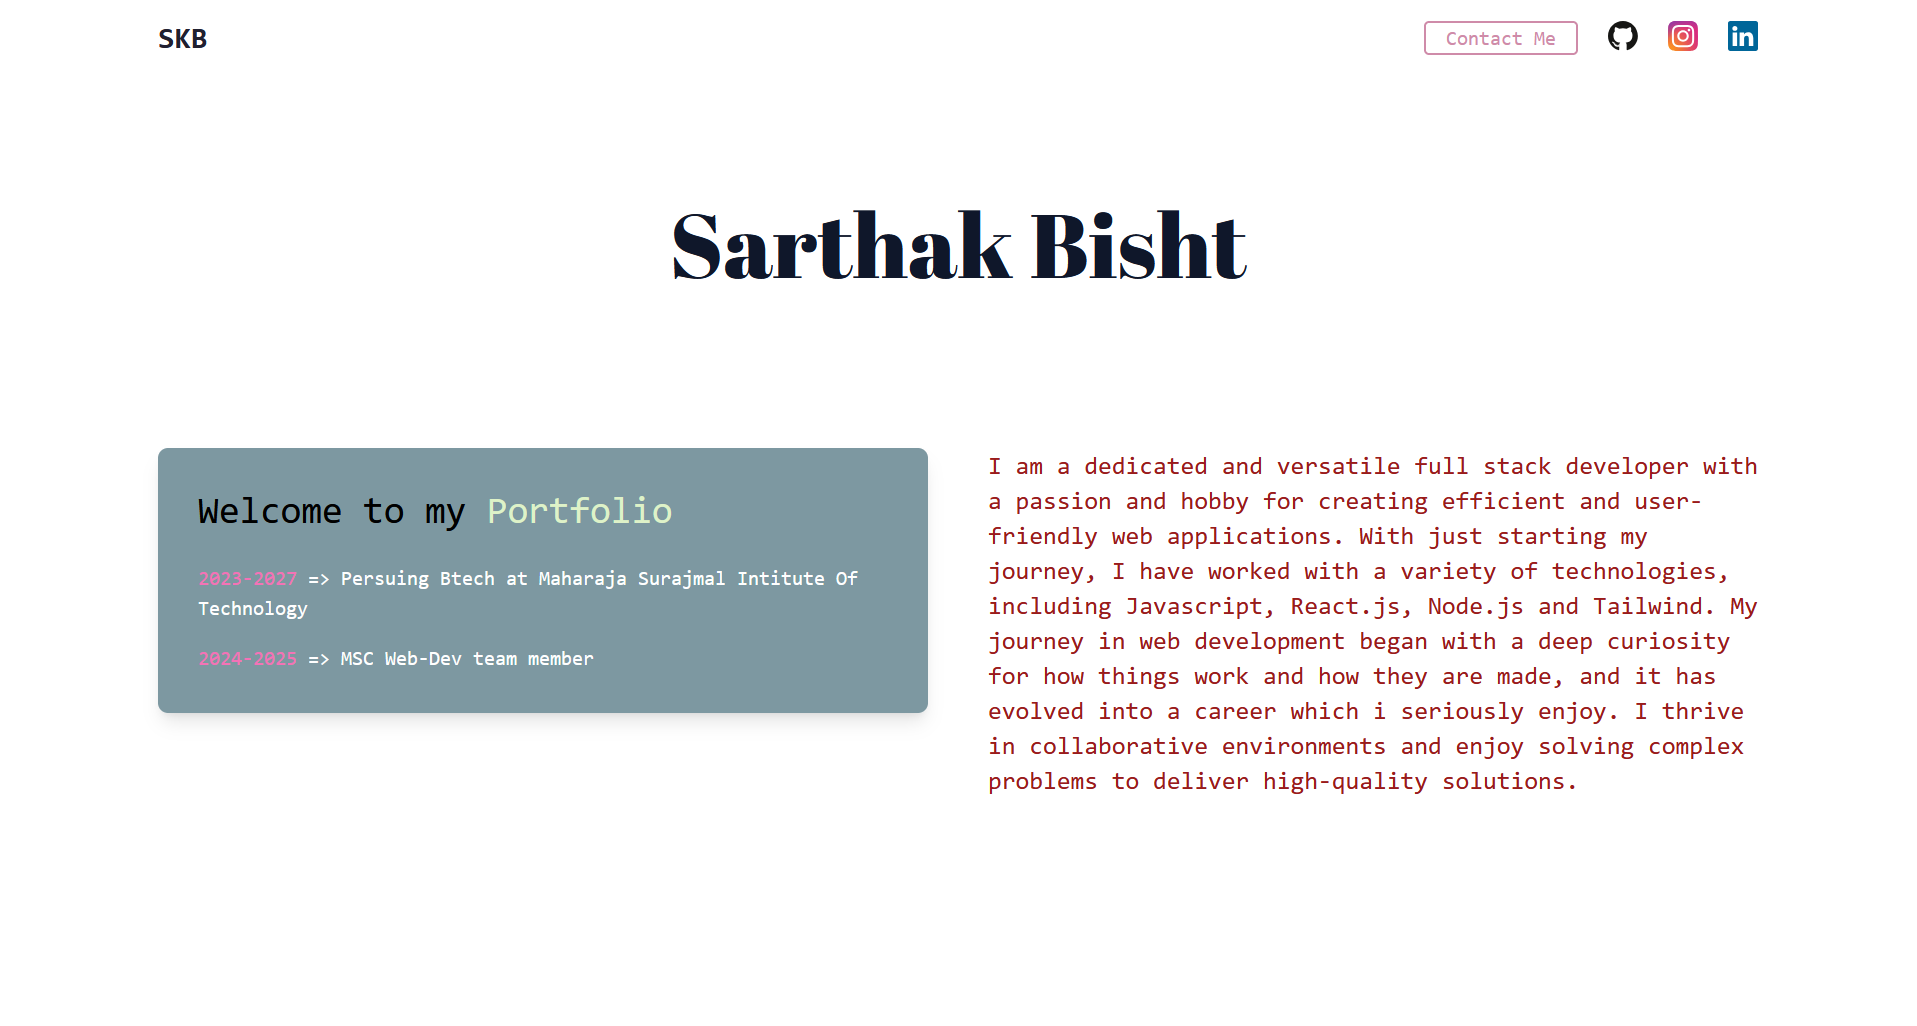 SKB
Contact Me
Sarthak Bisht
Welcome to my Portfolio
2023-2027 => Persuing Btech at Maharaja Surajmal Intitute Of
Technology
2024-2025 => MSC Web-Dev team member
I am a dedicated and versatile full stack developer with
a passion and hobby for creating efficient and user-
friendly web applications. With just starting my
journey, I have worked with a variety of technologies,
including Javascript, React.js, Node.js and Tailwind. My
journey in web development began with a deep curiosity
for how things work and how they are made, and it has
evolved into a career which i seriously enjoy. I thrive
in collaborative environments and enjoy solving complex
problems to deliver high-quality solutions.